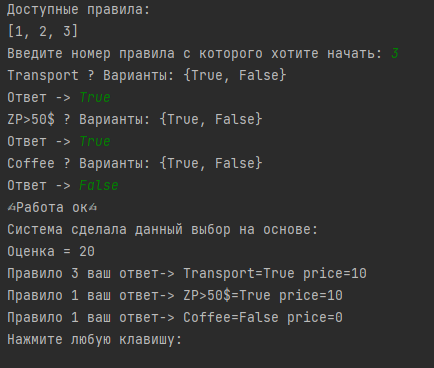 Доступные правила:
[1, 2, 3]
Введите номер правила с которого хотите начать: 3
Transport ? Варианты: {True, False}
Ответ -> True
ZP>50$ ? Варианты: {True, False}
Ответ -> True
Coffee ? Варианты: {True, False}
Ответ -> False
👍Работа ок👍
Система сделала данный выбор на основе:
Оценка = 20
Правило 3 ваш ответ-> Transport=True price=10
Правило 1 ваш ответ-> ZP>50$=True price=10
Правило 1 ваш ответ-> Coffee=False price=0
Нажмите любую клавишу: